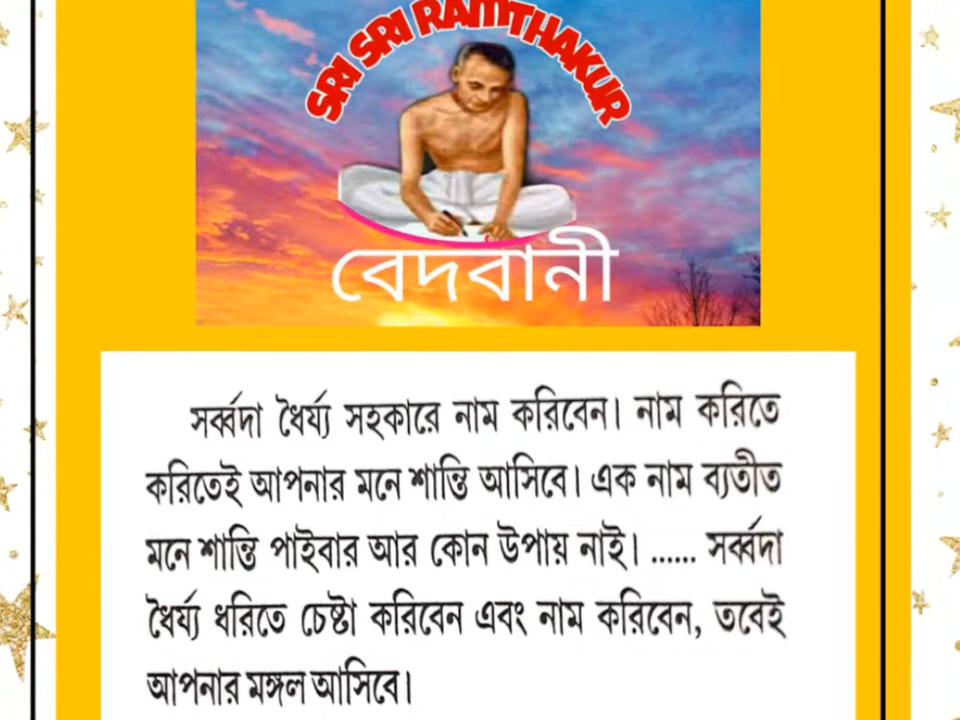 SRI SRI RAMTHAKUR
বেদবানী
সর্ব্বদা ধৈর্য্য সহকারে নাম করিবেন। নাম করিতে
করিতেই আপনার মনে শান্তি আসিবে। এক নাম ব্যতীত
মনে শান্তি পাইবার আর কোন উপায় নাই। ...... সর্ব্বদা
ধৈর্য্য ধরিতে চেষ্টা করিবেন এবং নাম করিবেন, তবেই
আপনার মঙ্গল আসিবে।